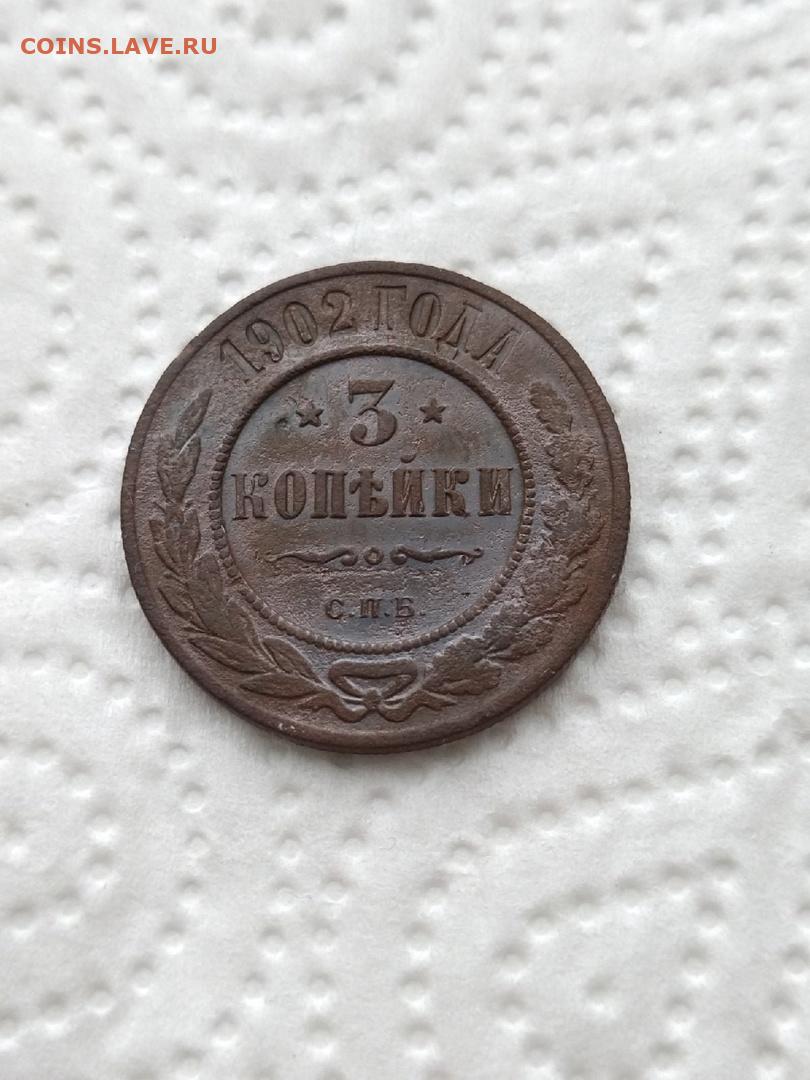 COINS.LAVE.RU
1902 ГОДА
3
КОПѢЙКИ
С.П.Б.